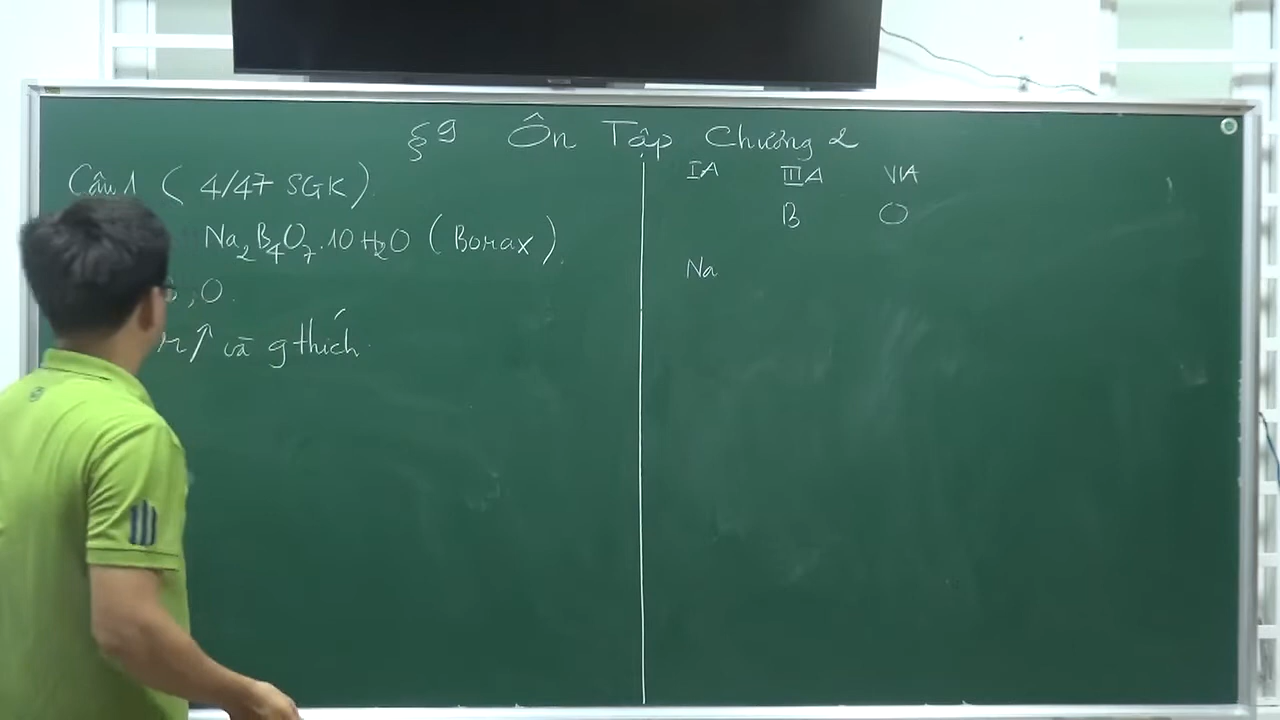 §9 Ôn Tập Chương 2
Câu 1 ( 4/47 SGK )
Na2B4O7.10H2O ( Borax ).
, O.
r↑ và g thích.
IA IIIA VIA
B O
Na